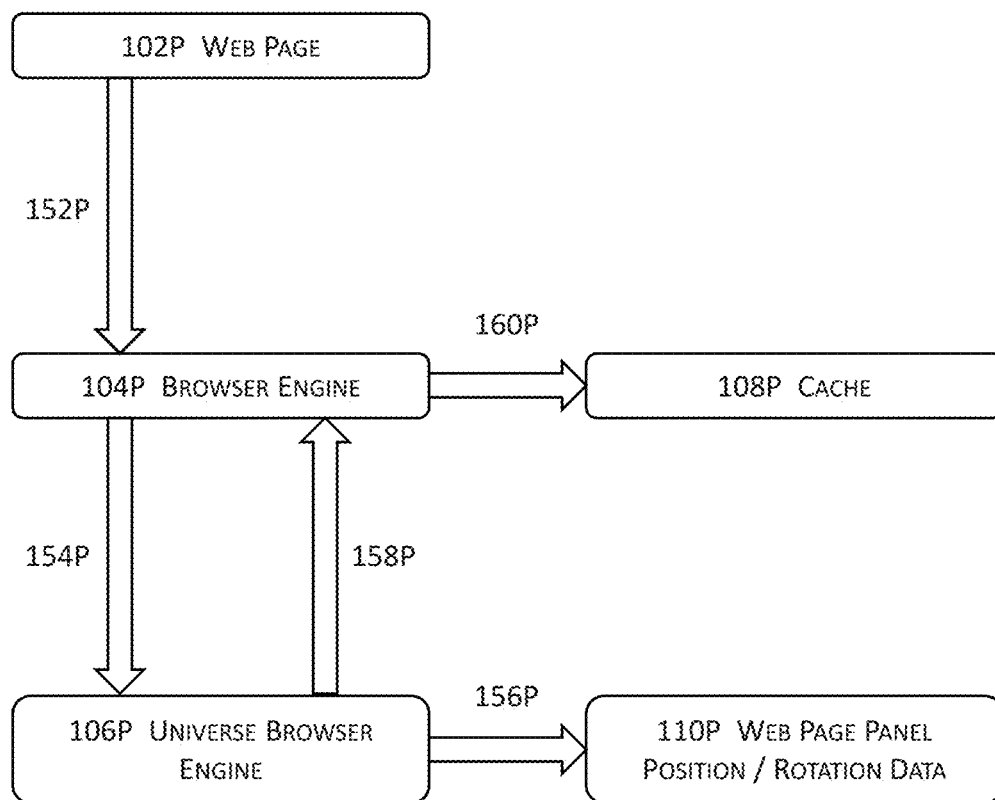 102P WEB PAGE
152P
160P
104P BROWSER ENGINE
108P CACHE
154P
158P
156P
106P UNIVERSE BROWSER
ENGINE
110P WEB PAGE PANEL
POSITION / ROTATION DATA